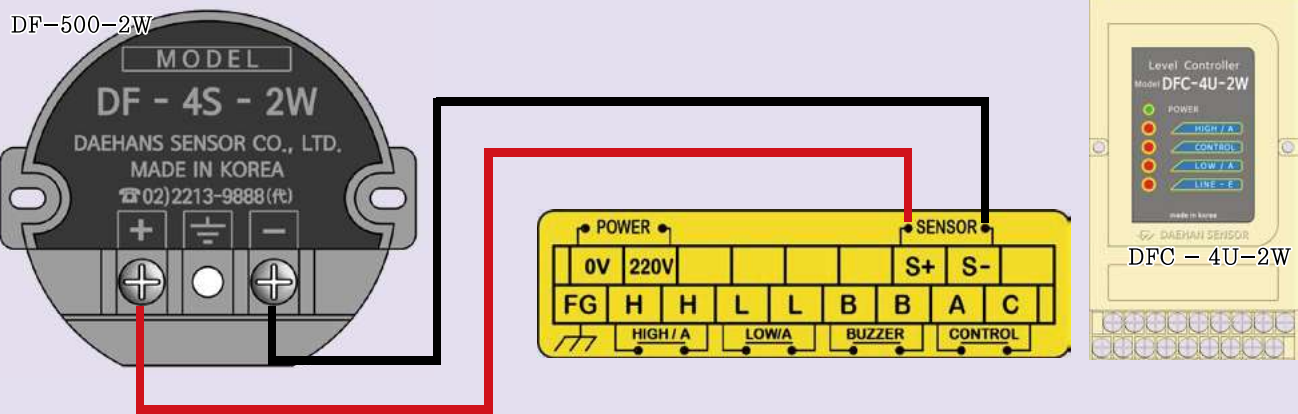 DF-500-2W
MODEL
DF - 4S - 2W
DAEHANS SENSOR CO., LTD.
MADE IN KOREA
☎02)2213-9888(代)
+ -
POWER SENSOR
0V 220V S+ S-
FG H H L L B B A C
HIGH / A LOW/A BUZZER CONTROL
Level Controller
Model DFC-4U-2W
POWER
HIGH / A
CONTROL
LOW / A
LINE - E
made in korea
DAEHAN SENSOR
DFC - 4U-2W